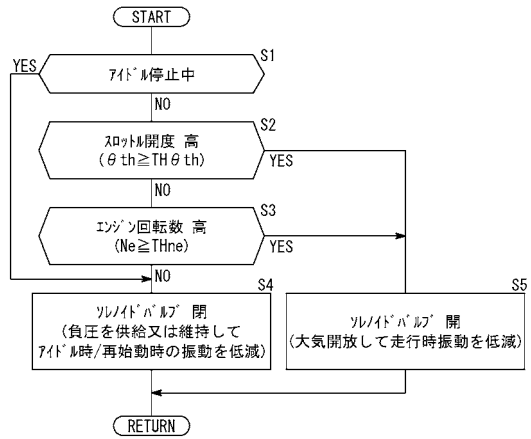 START
S1
YES
アイドル停止中
NO
S2
スロットル開度 高
(θth≧THθth)
YES
NO
S3
エンジン回転数 高
(Ne≧THne)
YES
NO
S4
ソレノイドバルブ 閉
(負圧を供給又は維持して
アイドル時/再始動時の振動を低減)
S5
ソレノイドバルブ 開
(大気開放して走行時振動を低減)
RETURN